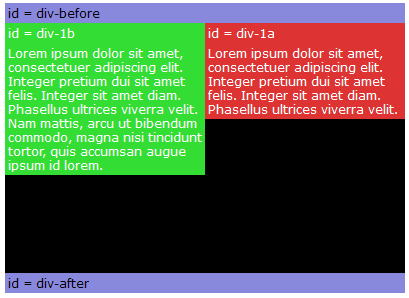 id = div-before
id = div-1b
Lorem ipsum dolor sit amet,
consectetuer adipiscing elit.
Integer pretium dui sit amet
felis. Integer sit amet diam.
Phasellus ultrices viverra velit.
Nam mattis, arcu ut bibendum
commodo, magna nisi tincidunt
tortor, quis accumsan augue
ipsum id lorem.
id = div-1a
Lorem ipsum dolor sit amet,
consectetuer adipiscing elit.
Integer pretium dui sit amet
felis. Integer sit amet diam.
Phasellus ultrices viverra velit.
id = div-after